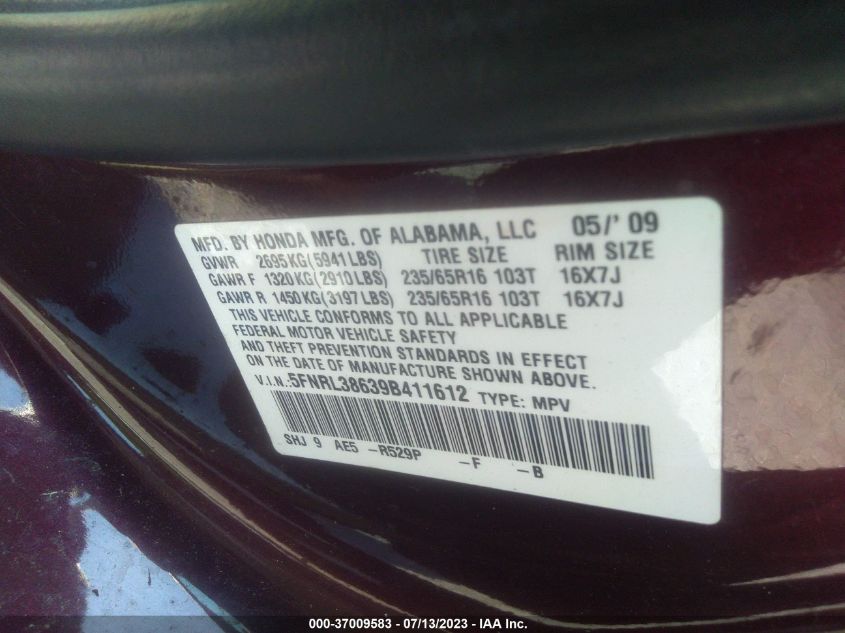 MFD. BY HONDA MFG. OF ALABAMA, LLC 05/' 09
GVWR 2695KG(5941LBS) TIRE SIZE RIM SIZE
GAWR F 1320KG(2910LBS) 235/65R16 103T 16X7J
GAWR R 1450KG(3197LBS) 235/65R16 103T 16X7J
THIS VEHICLE CONFORMS TO ALL APPLICABLE
FEDERAL MOTOR VEHICLE SAFETY
AND THEFT PREVENTION STANDARDS IN EFFECT
ON THE DATE OF MANUFACTURE SHOWN ABOVE.
V.I.N.:5FNRL38639B411612 TYPE: MPV
SHJ 9 AE5 -R529P -F -B
000-37009583 / 07/13/2023 - IAA Inc.